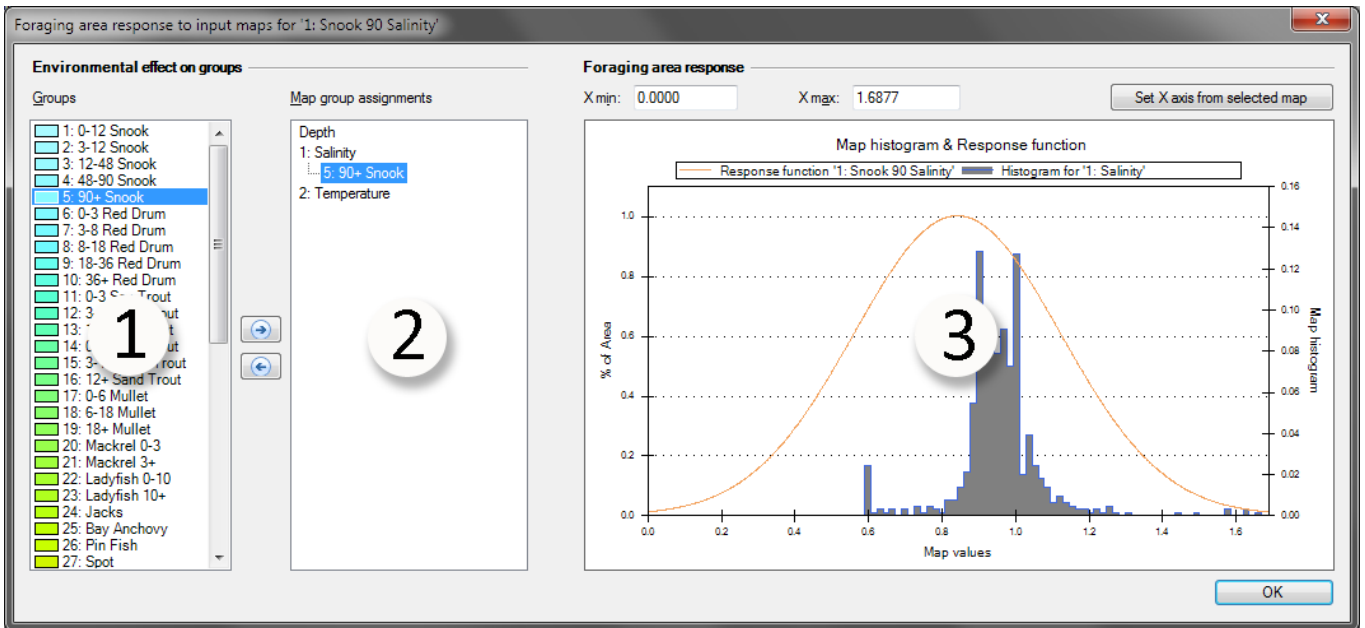 Foraging area response to input maps for '1: Snook 90 Salinity'
Environmental effect on groups
Groups
1: 0-12 Snook
2: 3-12 Snook
3: 12-48 Snook
4: 48-90 Snook
5: 90+ Snook
6: 0-3 Red Drum
7: 3-8 Red Drum
8: 8-18 Red Drum
9: 18-36 Red Drum
10: 36+ Red Drum
11: 0-3 Trout
12: 3
13:
14:
15: 3- Trout
16: 12+ Sand Trout
17: 0-6 Mullet
18: 6-18 Mullet
19: 18+ Mullet
20: Mackrel 0-3
21: Mackrel 3+
22: Ladyfish 0-10
23: Ladyfish 10+
24: Jacks
25: Bay Anchovy
26: Pin Fish
27: Spot
1
Map group assignments
Depth
1: Salinity
5: 90+ Snook
2: Temperature
2
Foraging area response
X min: 0.0000 X max: 1.6877 Set X axis from selected map
Map histogram & Response function
Response function '1: Snook 90 Salinity' Histogram for '1: Salinity'
% of Area
1.0
0.8
0.6
0.4
0.2
0.0
3
0.16
0.14
0.12
0.10
0.08
0.06
0.04
0.02
0.00
Map histogram
0.0 0.2 0.4 0.6 0.8 1.0 1.2 1.4 1.6
Map values
OK